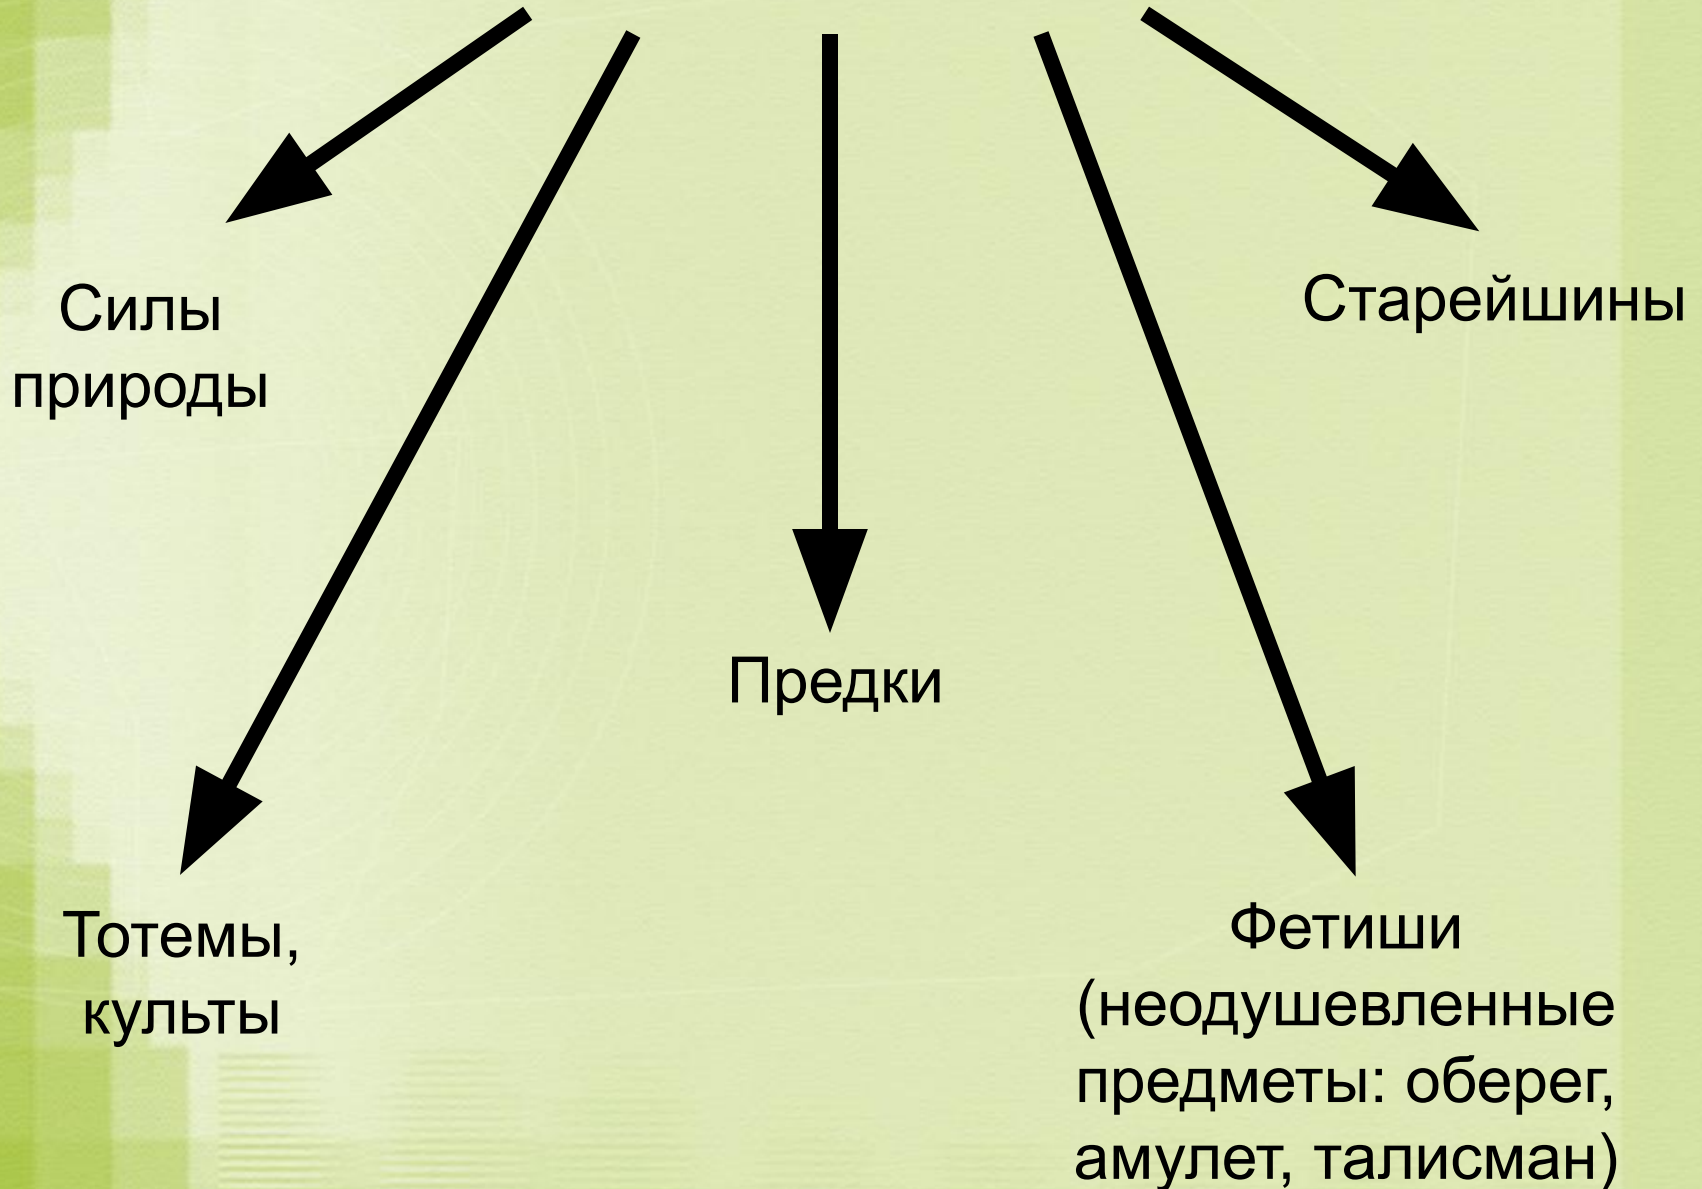 Силы
природы
Старейшины
Предки
Тотемы,
культы
Фетиши
(неодушевленные
предметы: оберег,
амулет, талисман)